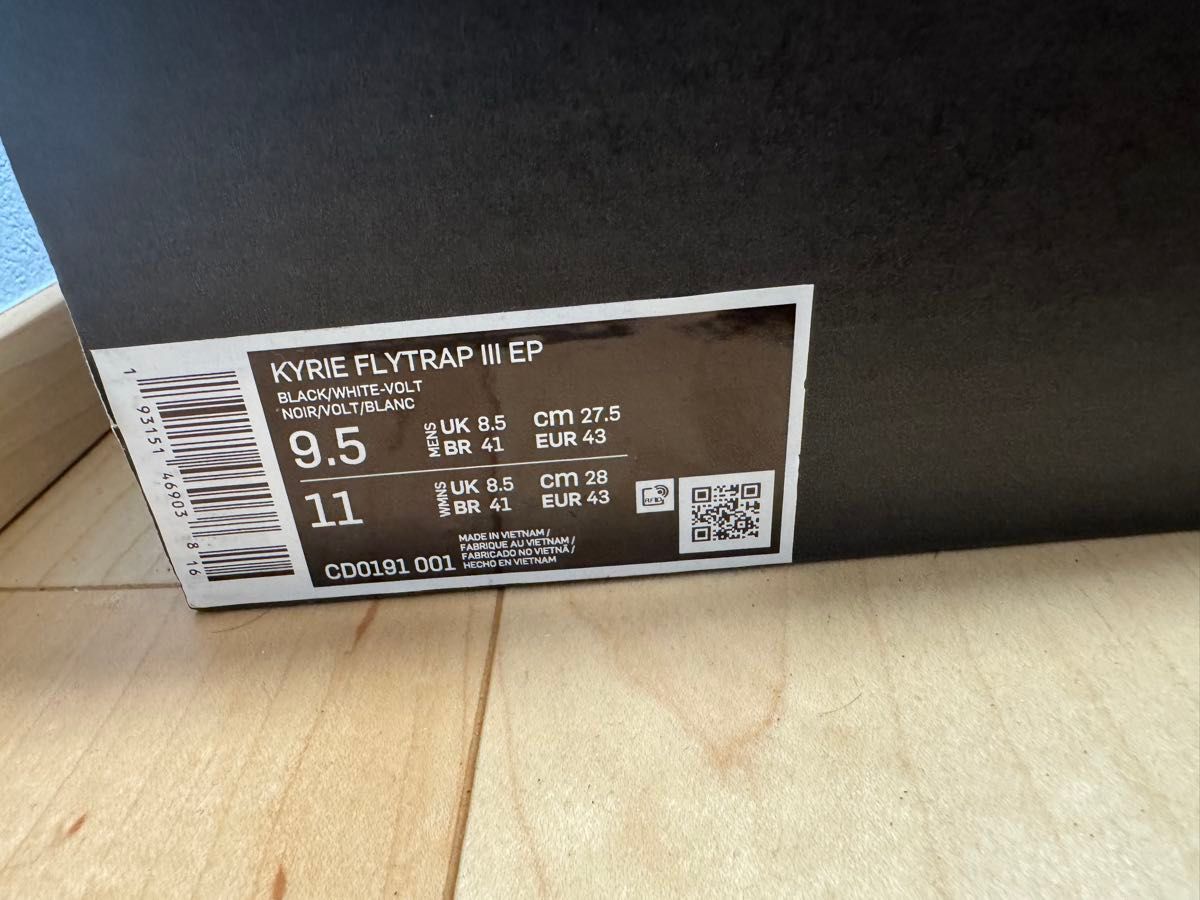 KYRIE FLYTRAP III EP
BLACK/WHITE-VOLT
NOIR/VOLT/BLANC
9.5 MENS UK 8.5 cm 27.5
BR 41 EUR 43
11 WMNS UK 8.5 cm 28
BR 41 EUR 43
CD0191 001
MADE IN VIETNAM /
FABRIQUE AU VIETNAM /
FABRICADO NO VIETNÃ /
HECHO EN VIETNAM
RFID
1 93151 46903 8 16